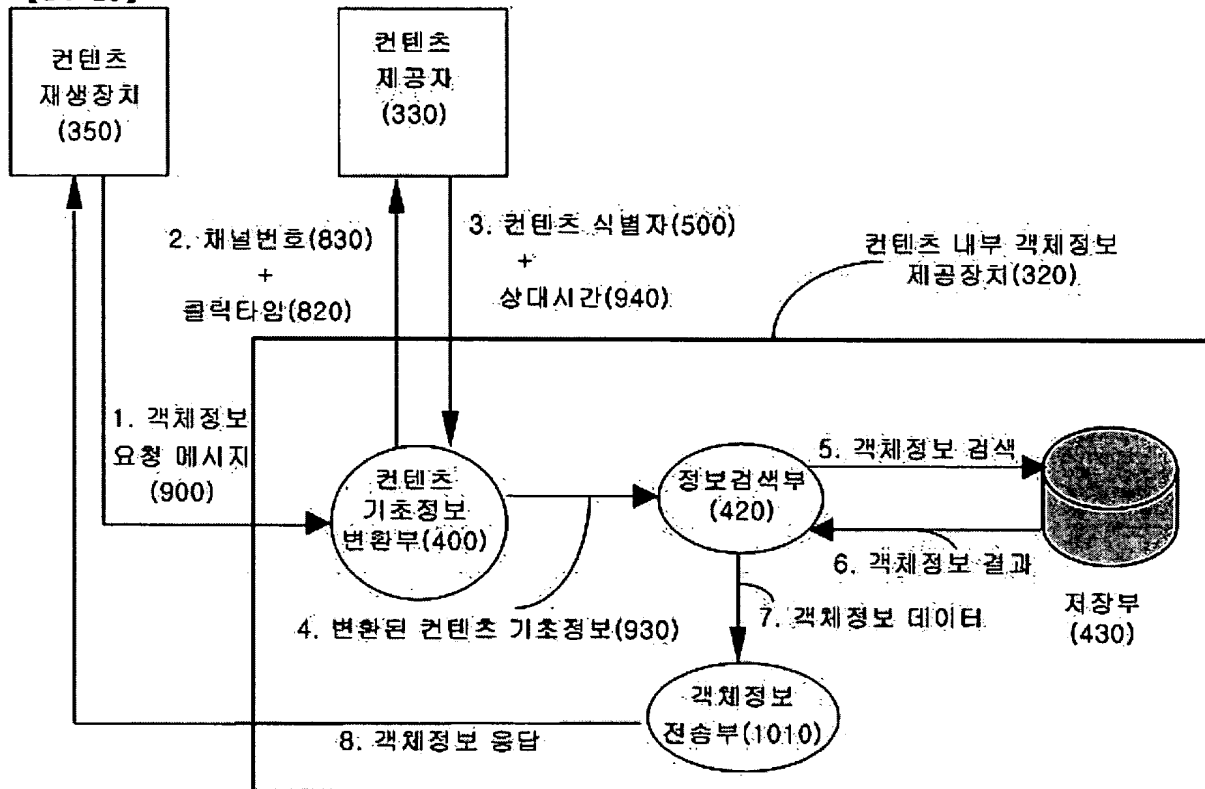 컨텐츠
재생장치
(350)
컨텐츠
제공자
(330)
2. 채널번호(830)
+
클릭타임(820)
3. 컨텐츠 식별자(500)
+
상대시간(940)
컨텐츠 내부 객체정보
제공장치(320)
1. 객체정보
요청 메시지
(900)
컨텐츠
기초정보
변환부(400)
정보검색부
(420)
5. 객체정보 검색
6. 객체정보 결과
4. 변환된 컨텐츠 기초정보(930)
7. 객체정보 데이터
저장부
(430)
객체정보
전송부(1010)
8. 객체정보 응답